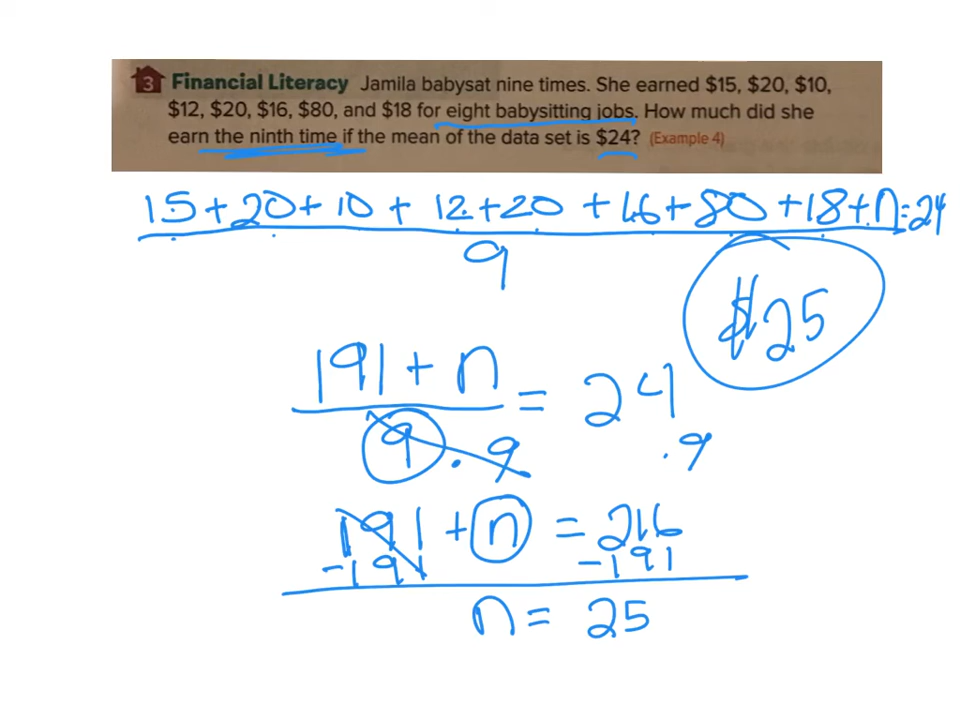 3 Financial Literacy Jamila babysat nine times. She earned $15, $20, $10,
$12, $20, $16, $80, and $18 for eight babysitting jobs. How much did she
earn the ninth time if the mean of the data set is $24? (Example 4)
15 + 20 + 10 + 12 + 20 + 16 + 80 + 18 + n = 24
9
$25
191 + n = 24
9 · 9 · 9
191 + n = 216
-191 -191
n = 25